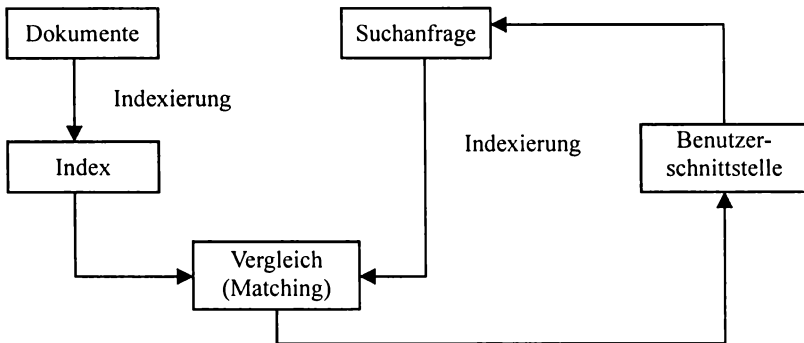 Dokumente
Suchanfrage
Indexierung
Indexierung
Benutzer-
schnittstelle
Index
Vergleich
(Matching)